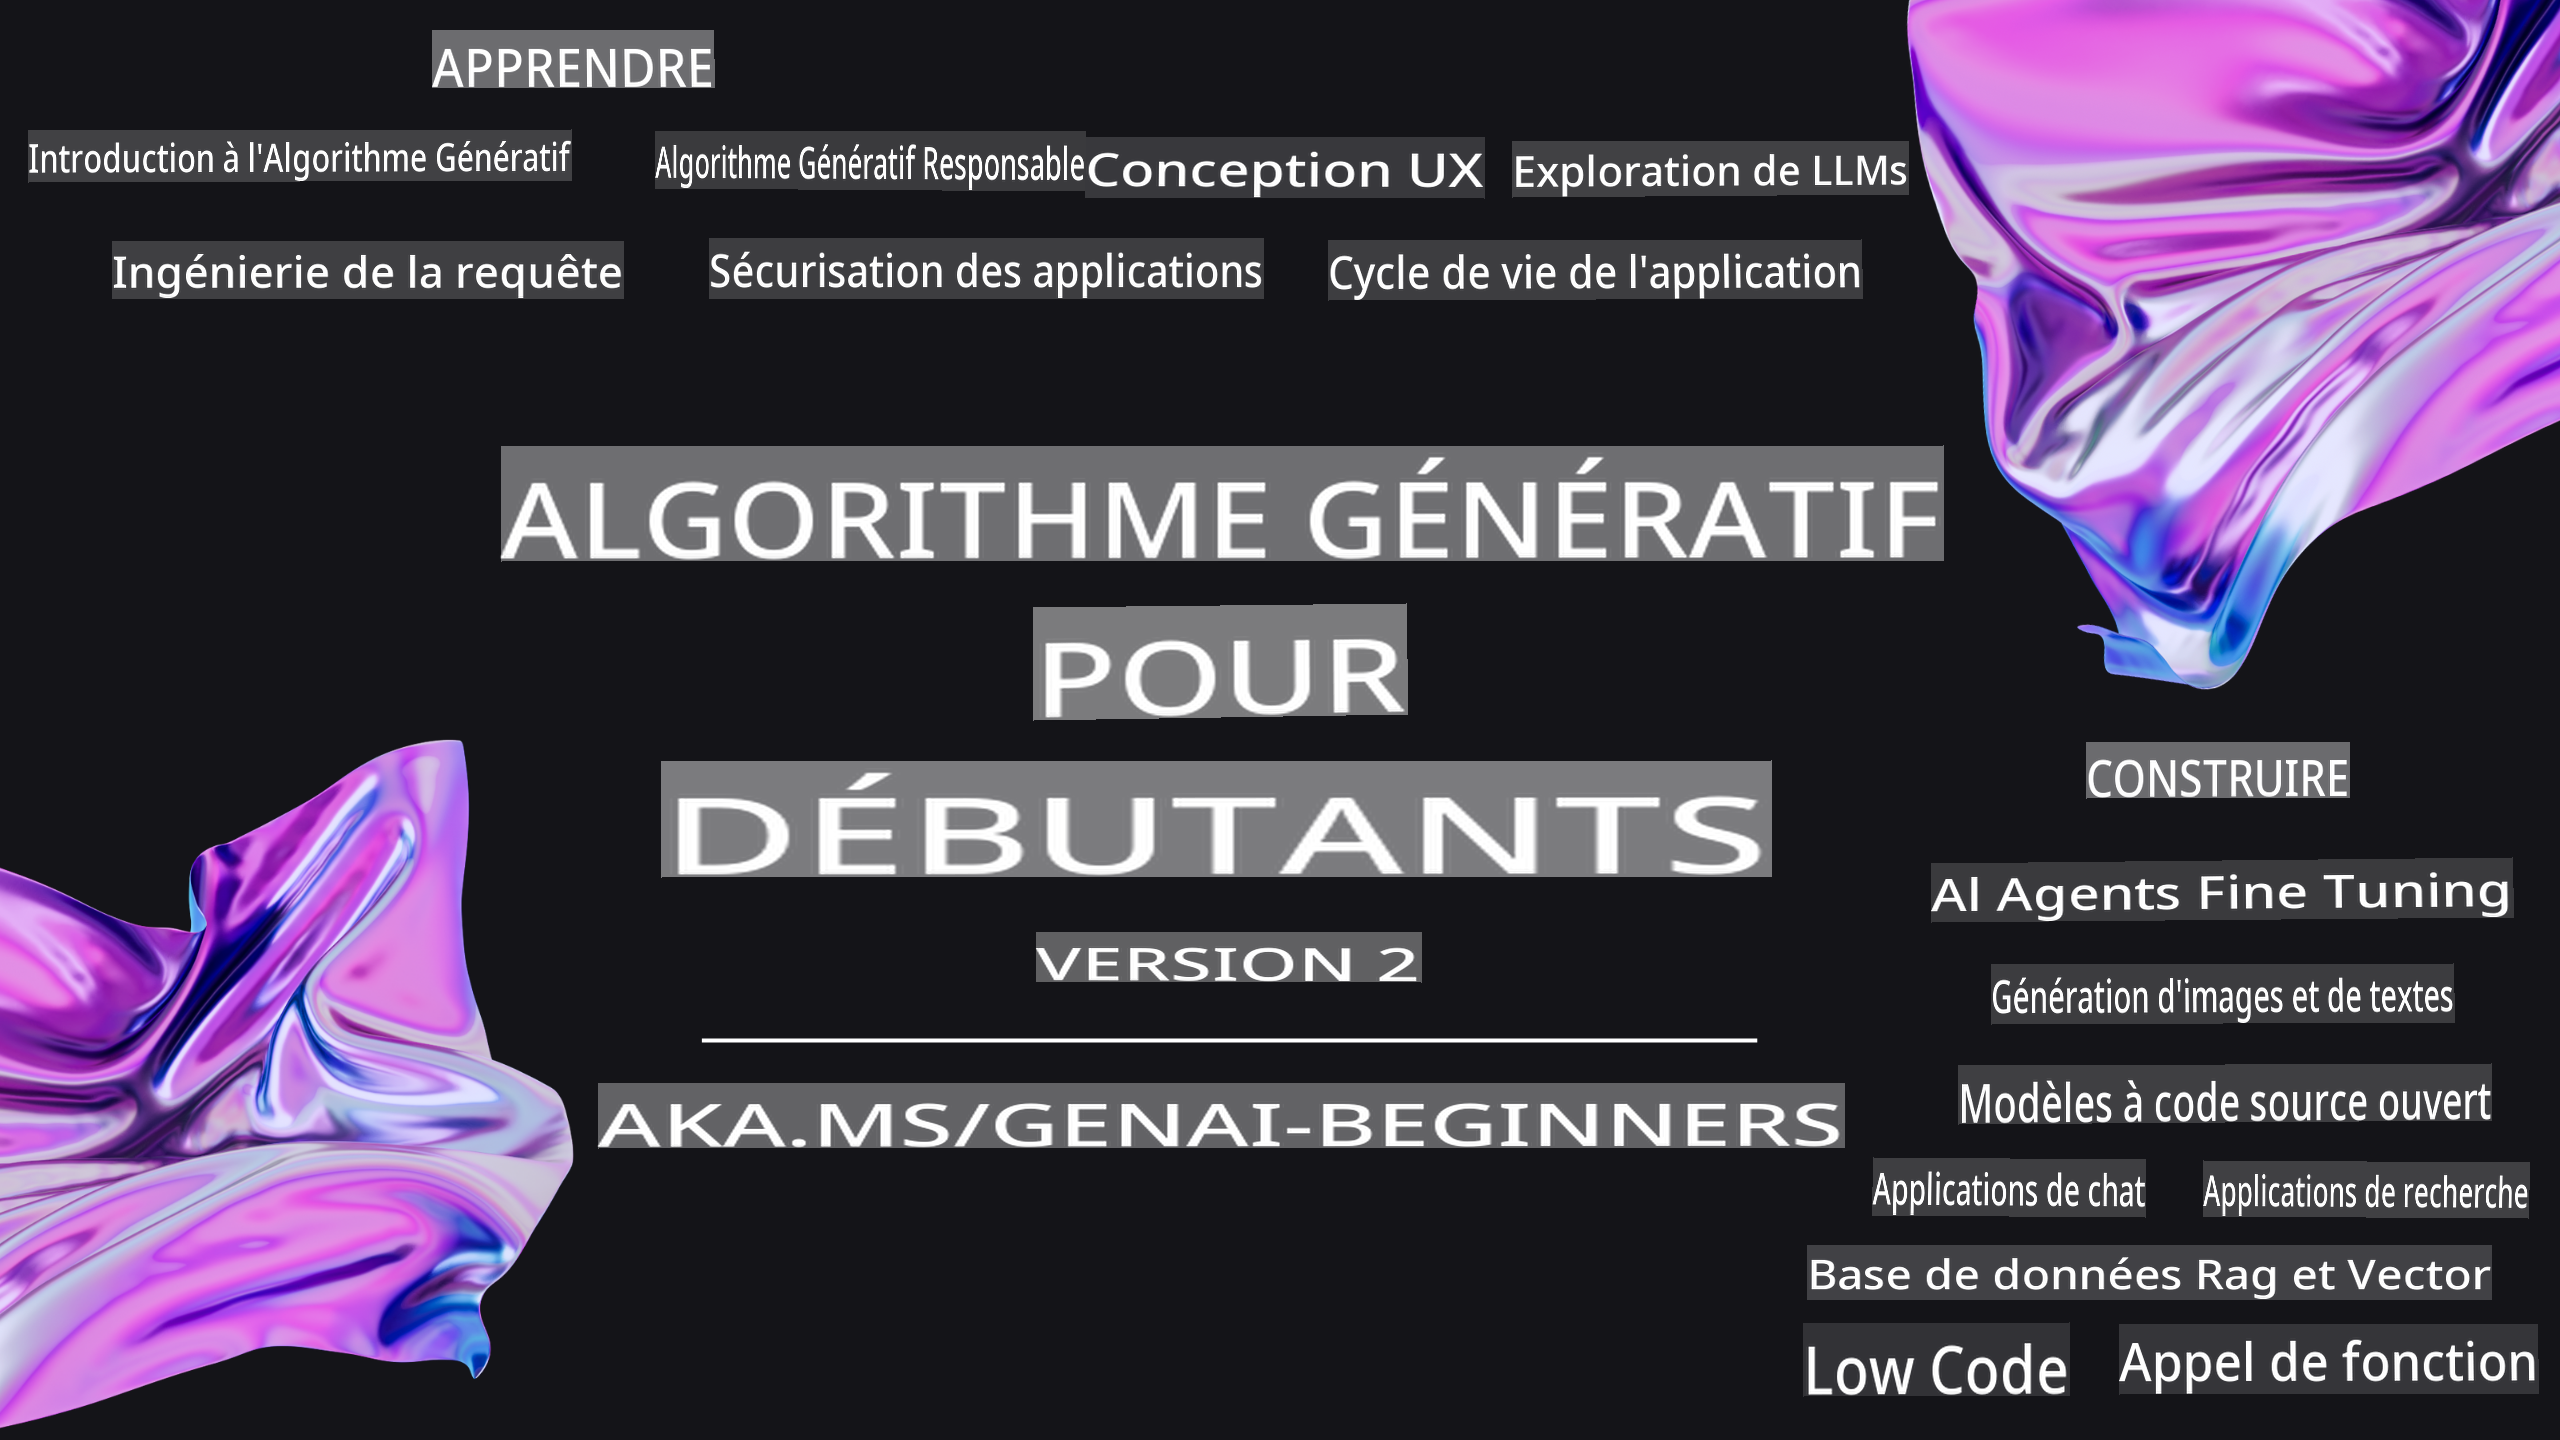 APPRENDRE
Introduction à l'Algorithme Génératif
Algorithme Génératif Responsable
Conception UX
Exploration de LLMs
Ingénierie de la requête
Sécurisation des applications
Cycle de vie de l'application
ALGORITHME GÉNÉRATIF
POUR
DÉBUTANTS
VERSION 2
AKA.MS/GENAI-BEGINNERS
CONSTRUIRE
Al Agents Fine Tuning
Génération d'images et de textes
Modèles à code source ouvert
Applications de chat
Applications de recherche
Base de données Rag et Vector
Low Code
Appel de fonction